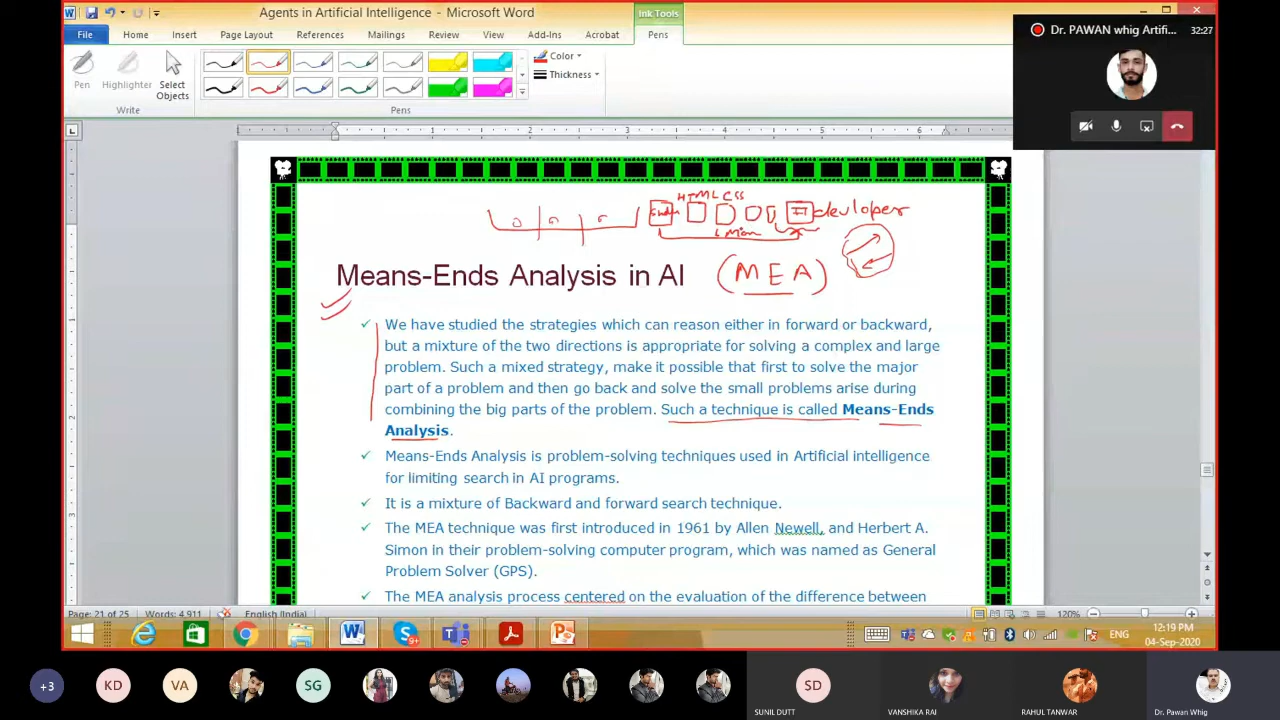 Agents in Artificial Intelligence - Microsoft Word
Ink Tools
File Home Insert Page Layout References Mailings Review View Add-Ins Acrobat Pens
Pen Highlighter Select Objects
Color
Thickness
Write
Pens
Dr. PAWAN whig Artifi... 32:27
1 1 2 3 4 5 6
HTML CSS
developer
Means-Ends Analysis in AI (MEA)
We have studied the strategies which can reason either in forward or backward,
but a mixture of the two directions is appropriate for solving a complex and large
problem. Such a mixed strategy, make it possible that first to solve the major
part of a problem and then go back and solve the small problems arise during
combining the big parts of the problem. Such a technique is called Means-Ends
Analysis.
Means-Ends Analysis is problem-solving techniques used in Artificial intelligence
for limiting search in AI programs.
It is a mixture of Backward and forward search technique.
The MEA technique was first introduced in 1961 by Allen Newell, and Herbert A.
Simon in their problem-solving computer program, which was named as General
Problem Solver (GPS).
The MEA analysis process centered on the evaluation of the difference between
Page: 21 of 25 Words: 4,911 English (India) 120%
ENG 12:19 PM
04-Sep-2020
+3 KD VA SG SD
SUNIL DUTT VANSHIKA RAI RAHUL TANWAR Dr. Pawan Whig